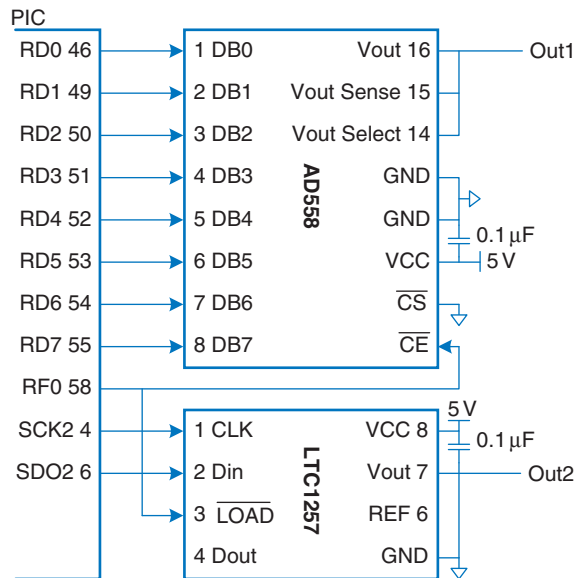 PIC
RD0 46
1 DB0
Vout 16
Out1
RD1 49
2 DB1
Vout Sense 15
RD2 50
3 DB2
Vout Select 14
AD558
RD3 51
4 DB3
GND
RD4 52
5 DB4
GND
0.1 μF
RD5 53
6 DB5
VCC
5 V
RD6 54
7 DB6
CS
RD7 55
8 DB7
CE
RF0 58
5 V
SCK2 4
1 CLK
VCC 8
0.1 μF
LTC1257
SDO2 6
2 Din
Vout 7
Out2
3 LOAD
REF 6
4 Dout
GND